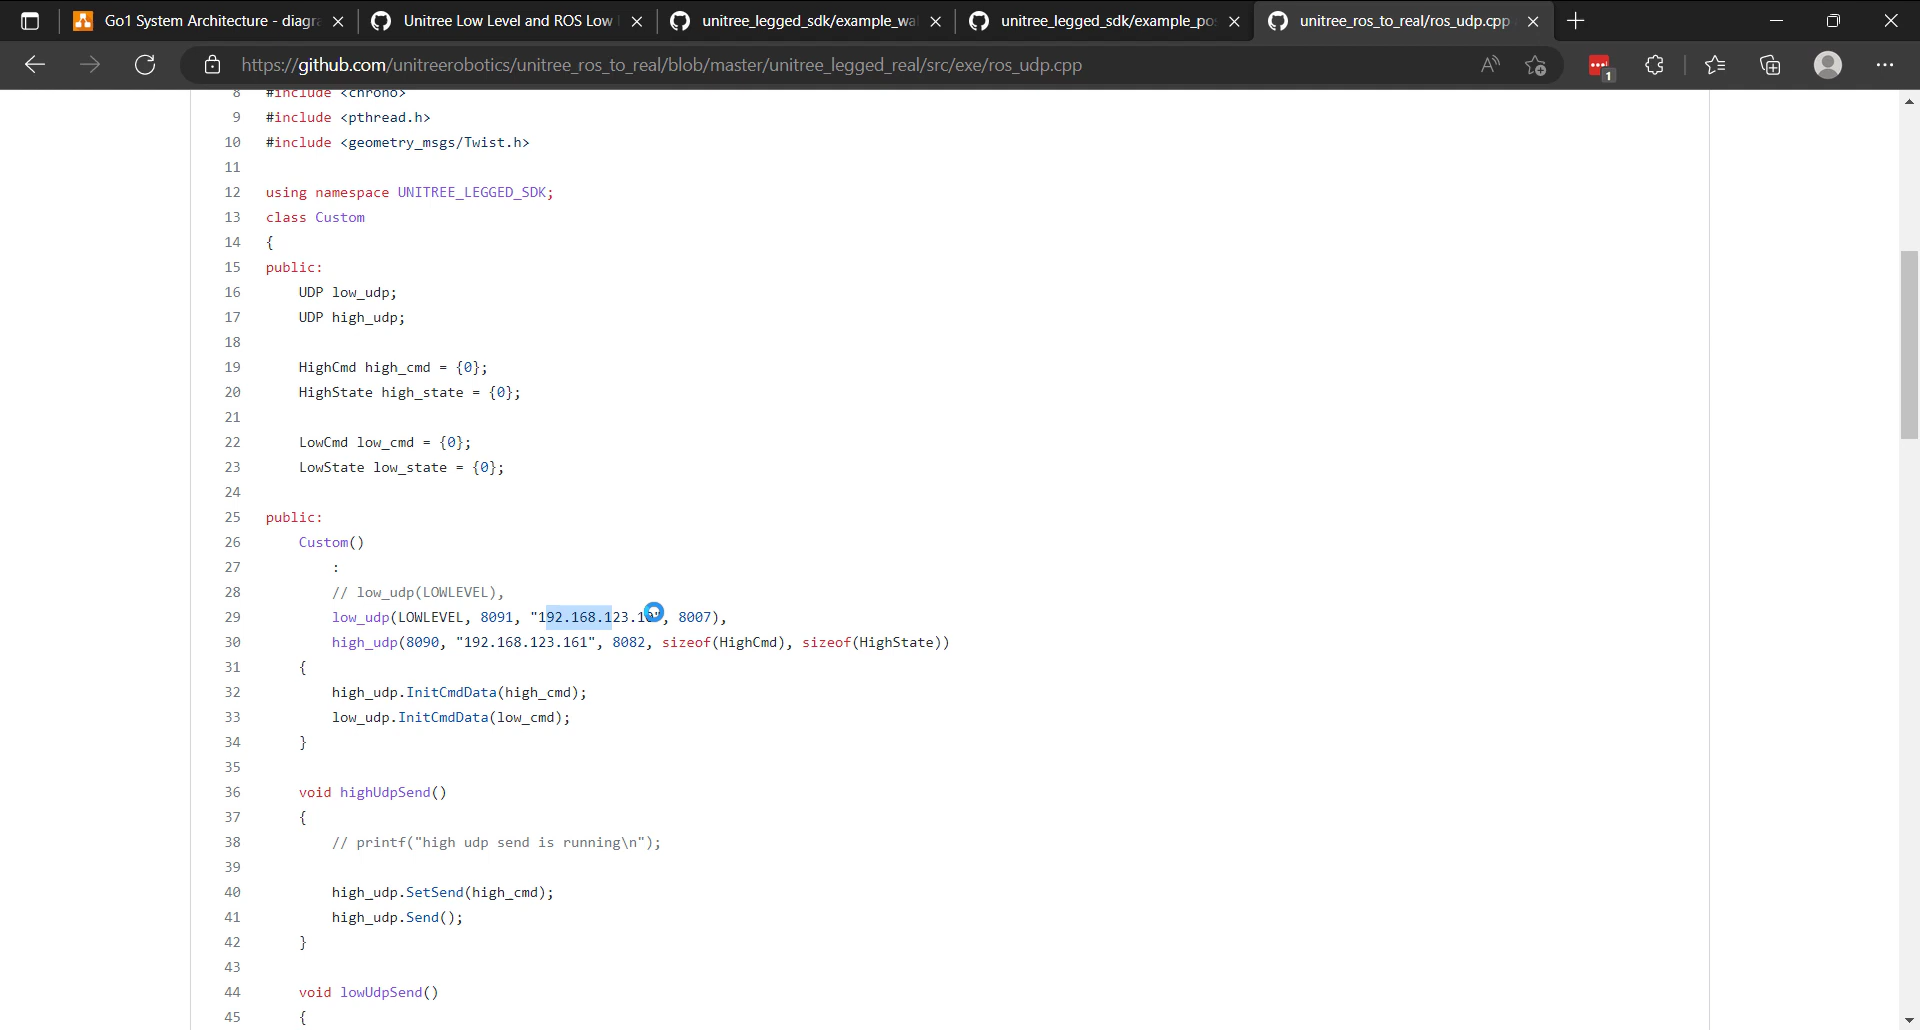 Go1 System Architecture - diagra
Unitree Low Level and ROS Low
unitree_legged_sdk/example_wal
unitree_legged_sdk/example_po
unitree_ros_to_real/ros_udp.cpp
https://github.com/unitreerobotics/unitree_ros_to_real/blob/master/unitree_legged_real/src/exe/ros_udp.cpp
1
8 #include <chrono>
9 #include <pthread.h>
10 #include <geometry_msgs/Twist.h>
11
12 using namespace UNITREE_LEGGED_SDK;
13 class Custom
14 {
15 public:
16 UDP low_udp;
17 UDP high_udp;
18
19 HighCmd high_cmd = {0};
20 HighState high_state = {0};
21
22 LowCmd low_cmd = {0};
23 LowState low_state = {0};
24
25 public:
26 Custom()
27 :
28 // low_udp(LOWLEVEL),
29 low_udp(LOWLEVEL, 8091, "192.168.123.10", 8007),
30 high_udp(8090, "192.168.123.161", 8082, sizeof(HighCmd), sizeof(HighState))
31 {
32 high_udp.InitCmdData(high_cmd);
33 low_udp.InitCmdData(low_cmd);
34 }
35
36 void highUdpSend()
37 {
38 // printf("high udp send is running\n");
39
40 high_udp.SetSend(high_cmd);
41 high_udp.Send();
42 }
43
44 void lowUdpSend()
45 {